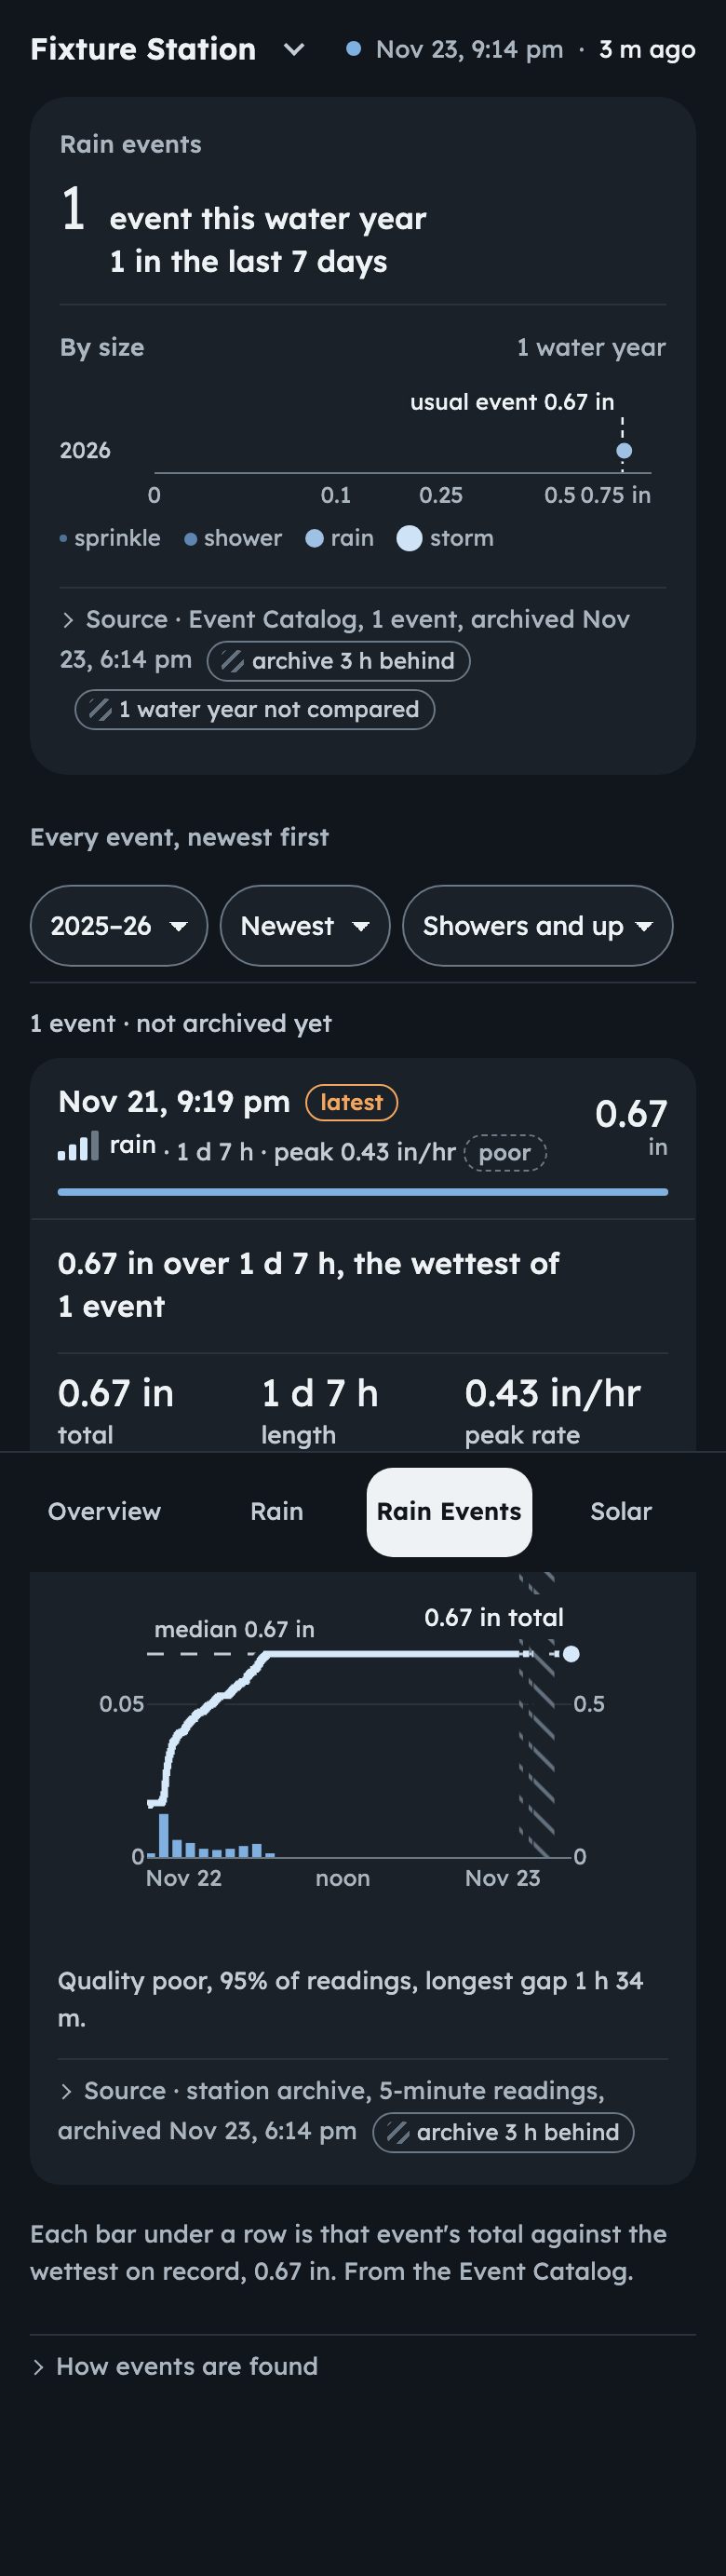 Fixture Station
Nov 23, 9:14 pm · 3 m ago
Rain events
1 event this water year
1 in the last 7 days
By size
1 water year
usual event 0.67 in
2026
0 0.1 0.25 0.5 0.75 in
sprinkle shower rain storm
Source · Event Catalog, 1 event, archived Nov
23, 6:14 pm archive 3 h behind
1 water year not compared
Every event, newest first
2025–26 Newest Showers and up
1 event · not archived yet
Nov 21, 9:19 pm latest
0.67
rain · 1 d 7 h · peak 0.43 in/hr poor
in
0.67 in over 1 d 7 h, the wettest of
1 event
0.67 in 1 d 7 h 0.43 in/hr
total length peak rate
Overview Rain Rain Events Solar
0.67 in total
median 0.67 in
0.05 0.5
0 0
Nov 22 noon Nov 23
Quality poor, 95% of readings, longest gap 1 h 34
m.
Source · station archive, 5-minute readings,
archived Nov 23, 6:14 pm archive 3 h behind
Each bar under a row is that event's total against the
wettest on record, 0.67 in. From the Event Catalog.
How events are found